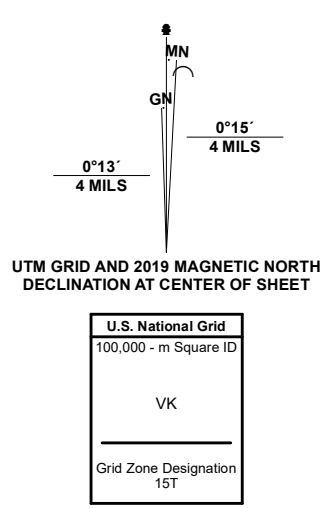 MN
GN
0°15´
4 MILS
0°13´
4 MILS
UTM GRID AND 2019 MAGNETIC NORTH
DECLINATION AT CENTER OF SHEET
U.S. National Grid
100,000 - m Square ID
VK
Grid Zone Designation
15T